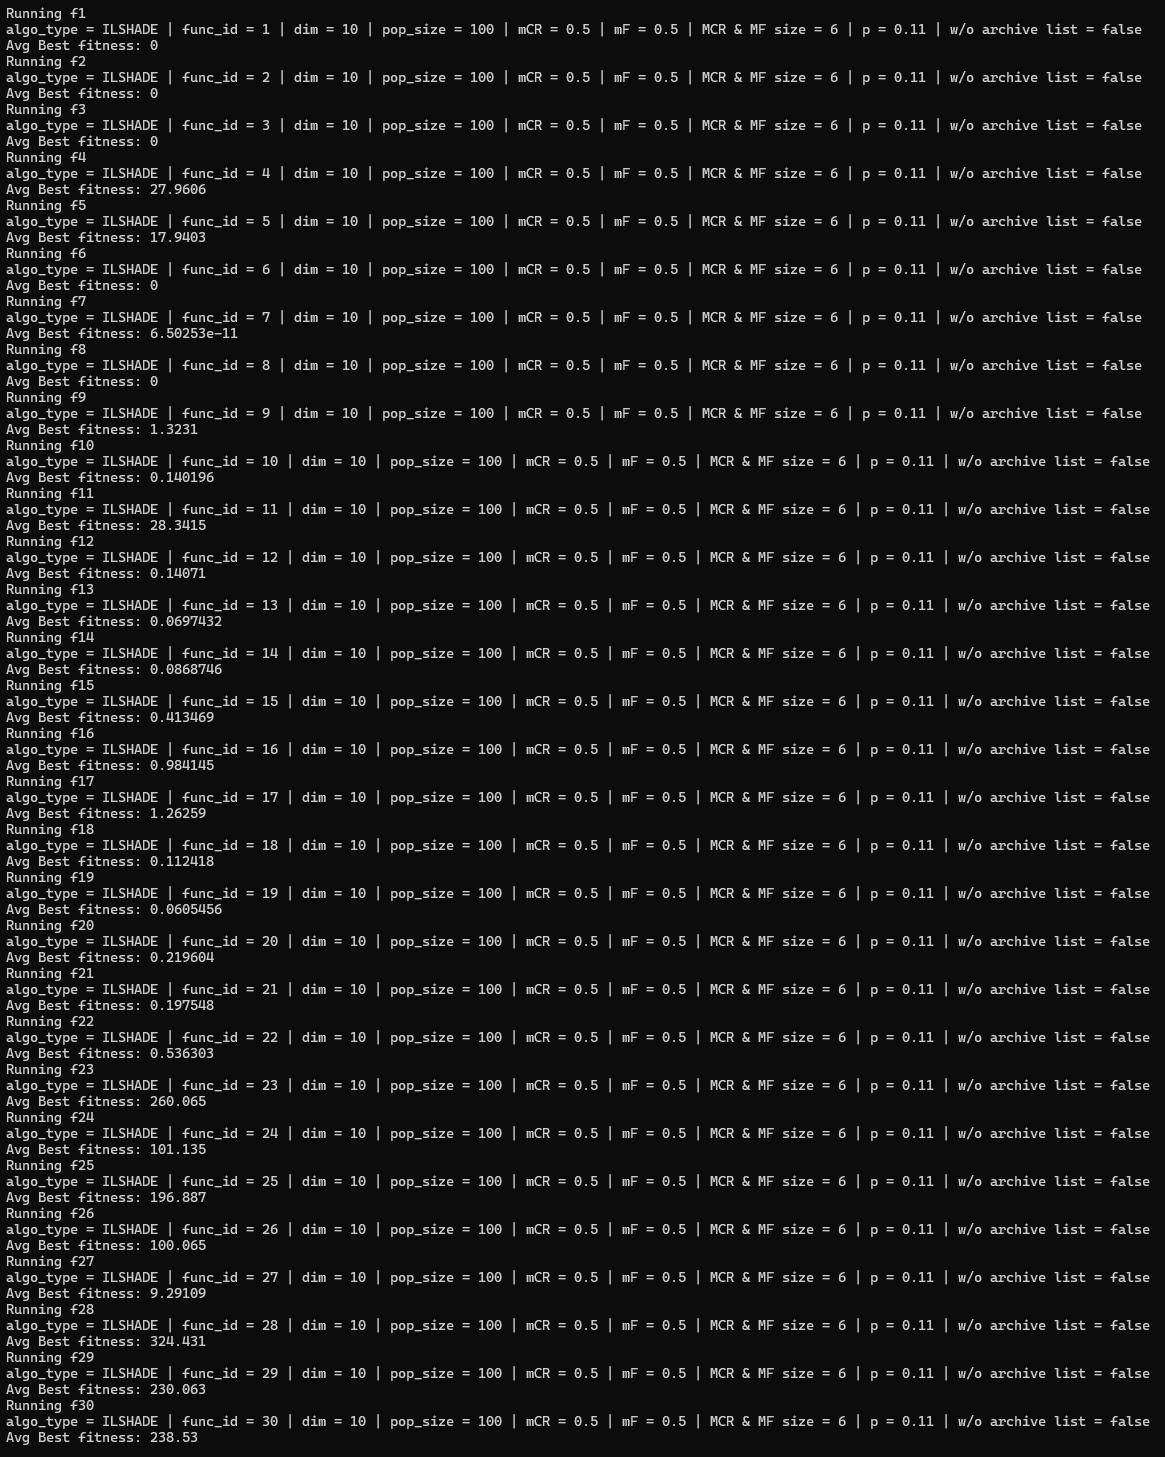 Running f1
algo_type = ILSHADE | func_id = 1 | dim = 10 | pop_size = 100 | mCR = 0.5 | mF = 0.5 | MCR & MF size = 6 | p = 0.11 | w/o archive list = false
Avg Best fitness: 0
Running f2
algo_type = ILSHADE | func_id = 2 | dim = 10 | pop_size = 100 | mCR = 0.5 | mF = 0.5 | MCR & MF size = 6 | p = 0.11 | w/o archive list = false
Avg Best fitness: 0
Running f3
algo_type = ILSHADE | func_id = 3 | dim = 10 | pop_size = 100 | mCR = 0.5 | mF = 0.5 | MCR & MF size = 6 | p = 0.11 | w/o archive list = false
Avg Best fitness: 0
Running f4
algo_type = ILSHADE | func_id = 4 | dim = 10 | pop_size = 100 | mCR = 0.5 | mF = 0.5 | MCR & MF size = 6 | p = 0.11 | w/o archive list = false
Avg Best fitness: 27.9606
Running f5
algo_type = ILSHADE | func_id = 5 | dim = 10 | pop_size = 100 | mCR = 0.5 | mF = 0.5 | MCR & MF size = 6 | p = 0.11 | w/o archive list = false
Avg Best fitness: 17.9403
Running f6
algo_type = ILSHADE | func_id = 6 | dim = 10 | pop_size = 100 | mCR = 0.5 | mF = 0.5 | MCR & MF size = 6 | p = 0.11 | w/o archive list = false
Avg Best fitness: 0
Running f7
algo_type = ILSHADE | func_id = 7 | dim = 10 | pop_size = 100 | mCR = 0.5 | mF = 0.5 | MCR & MF size = 6 | p = 0.11 | w/o archive list = false
Avg Best fitness: 6.50253e-11
Running f8
algo_type = ILSHADE | func_id = 8 | dim = 10 | pop_size = 100 | mCR = 0.5 | mF = 0.5 | MCR & MF size = 6 | p = 0.11 | w/o archive list = false
Avg Best fitness: 0
Running f9
algo_type = ILSHADE | func_id = 9 | dim = 10 | pop_size = 100 | mCR = 0.5 | mF = 0.5 | MCR & MF size = 6 | p = 0.11 | w/o archive list = false
Avg Best fitness: 1.3231
Running f10
algo_type = ILSHADE | func_id = 10 | dim = 10 | pop_size = 100 | mCR = 0.5 | mF = 0.5 | MCR & MF size = 6 | p = 0.11 | w/o archive list = false
Avg Best fitness: 0.140196
Running f11
algo_type = ILSHADE | func_id = 11 | dim = 10 | pop_size = 100 | mCR = 0.5 | mF = 0.5 | MCR & MF size = 6 | p = 0.11 | w/o archive list = false
Avg Best fitness: 28.3415
Running f12
algo_type = ILSHADE | func_id = 12 | dim = 10 | pop_size = 100 | mCR = 0.5 | mF = 0.5 | MCR & MF size = 6 | p = 0.11 | w/o archive list = false
Avg Best fitness: 0.14071
Running f13
algo_type = ILSHADE | func_id = 13 | dim = 10 | pop_size = 100 | mCR = 0.5 | mF = 0.5 | MCR & MF size = 6 | p = 0.11 | w/o archive list = false
Avg Best fitness: 0.0697432
Running f14
algo_type = ILSHADE | func_id = 14 | dim = 10 | pop_size = 100 | mCR = 0.5 | mF = 0.5 | MCR & MF size = 6 | p = 0.11 | w/o archive list = false
Avg Best fitness: 0.0868746
Running f15
algo_type = ILSHADE | func_id = 15 | dim = 10 | pop_size = 100 | mCR = 0.5 | mF = 0.5 | MCR & MF size = 6 | p = 0.11 | w/o archive list = false
Avg Best fitness: 0.413469
Running f16
algo_type = ILSHADE | func_id = 16 | dim = 10 | pop_size = 100 | mCR = 0.5 | mF = 0.5 | MCR & MF size = 6 | p = 0.11 | w/o archive list = false
Avg Best fitness: 0.984145
Running f17
algo_type = ILSHADE | func_id = 17 | dim = 10 | pop_size = 100 | mCR = 0.5 | mF = 0.5 | MCR & MF size = 6 | p = 0.11 | w/o archive list = false
Avg Best fitness: 1.26259
Running f18
algo_type = ILSHADE | func_id = 18 | dim = 10 | pop_size = 100 | mCR = 0.5 | mF = 0.5 | MCR & MF size = 6 | p = 0.11 | w/o archive list = false
Avg Best fitness: 0.112418
Running f19
algo_type = ILSHADE | func_id = 19 | dim = 10 | pop_size = 100 | mCR = 0.5 | mF = 0.5 | MCR & MF size = 6 | p = 0.11 | w/o archive list = false
Avg Best fitness: 0.0605456
Running f20
algo_type = ILSHADE | func_id = 20 | dim = 10 | pop_size = 100 | mCR = 0.5 | mF = 0.5 | MCR & MF size = 6 | p = 0.11 | w/o archive list = false
Avg Best fitness: 0.219604
Running f21
algo_type = ILSHADE | func_id = 21 | dim = 10 | pop_size = 100 | mCR = 0.5 | mF = 0.5 | MCR & MF size = 6 | p = 0.11 | w/o archive list = false
Avg Best fitness: 0.197548
Running f22
algo_type = ILSHADE | func_id = 22 | dim = 10 | pop_size = 100 | mCR = 0.5 | mF = 0.5 | MCR & MF size = 6 | p = 0.11 | w/o archive list = false
Avg Best fitness: 0.536303
Running f23
algo_type = ILSHADE | func_id = 23 | dim = 10 | pop_size = 100 | mCR = 0.5 | mF = 0.5 | MCR & MF size = 6 | p = 0.11 | w/o archive list = false
Avg Best fitness: 260.065
Running f24
algo_type = ILSHADE | func_id = 24 | dim = 10 | pop_size = 100 | mCR = 0.5 | mF = 0.5 | MCR & MF size = 6 | p = 0.11 | w/o archive list = false
Avg Best fitness: 101.135
Running f25
algo_type = ILSHADE | func_id = 25 | dim = 10 | pop_size = 100 | mCR = 0.5 | mF = 0.5 | MCR & MF size = 6 | p = 0.11 | w/o archive list = false
Avg Best fitness: 196.887
Running f26
algo_type = ILSHADE | func_id = 26 | dim = 10 | pop_size = 100 | mCR = 0.5 | mF = 0.5 | MCR & MF size = 6 | p = 0.11 | w/o archive list = false
Avg Best fitness: 100.065
Running f27
algo_type = ILSHADE | func_id = 27 | dim = 10 | pop_size = 100 | mCR = 0.5 | mF = 0.5 | MCR & MF size = 6 | p = 0.11 | w/o archive list = false
Avg Best fitness: 9.29109
Running f28
algo_type = ILSHADE | func_id = 28 | dim = 10 | pop_size = 100 | mCR = 0.5 | mF = 0.5 | MCR & MF size = 6 | p = 0.11 | w/o archive list = false
Avg Best fitness: 324.431
Running f29
algo_type = ILSHADE | func_id = 29 | dim = 10 | pop_size = 100 | mCR = 0.5 | mF = 0.5 | MCR & MF size = 6 | p = 0.11 | w/o archive list = false
Avg Best fitness: 230.063
Running f30
algo_type = ILSHADE | func_id = 30 | dim = 10 | pop_size = 100 | mCR = 0.5 | mF = 0.5 | MCR & MF size = 6 | p = 0.11 | w/o archive list = false
Avg Best fitness: 238.53